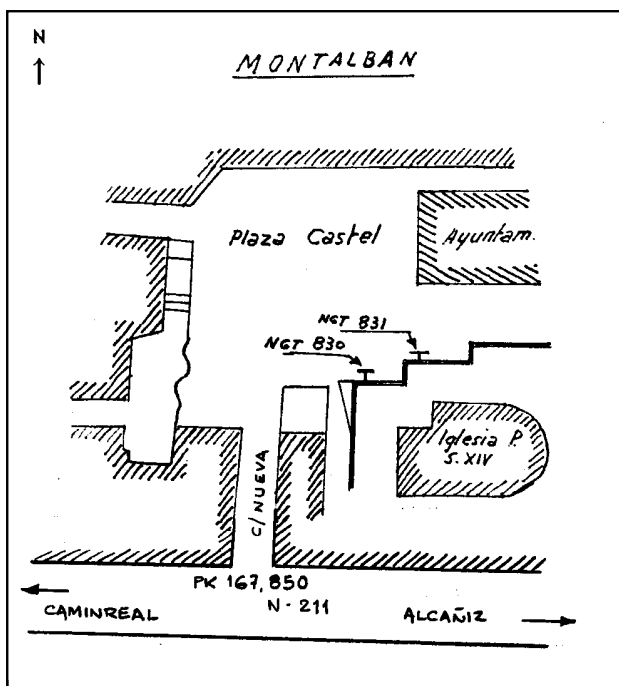 N
MONTALBAN
Plaza Castel
Ayuntam.
NGT 831
NGT 830
Iglesia P.
S. XIV
C/ NUEVA
PK 167,850
N-211
CAMINREAL
ALCAÑIZ